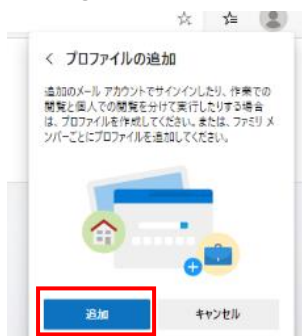 プロファイルの追加
追加のメール アカウントでサインインしたり、作業での
閲覧と個人での閲覧を分けて実行したりする場合
は、プロファイルを作成してください。または、ファミリ メ
ンバーごとにプロファイルを追加してください。
追加 キャンセル